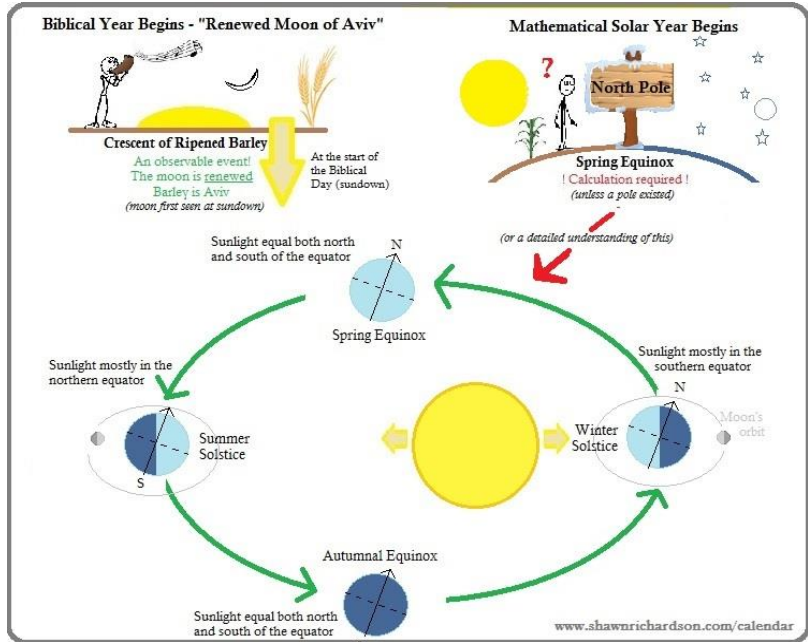 Biblical Year Begins - "Renewed Moon of Aviv"
Crescent of Ripened Barley
An observable event!
The moon is renewed
Barley is Aviv
(moon first seen at sundown)
At the start of
the Biblical
Day (sundown)
Mathematical Solar Year Begins
?
North Pole
Spring Equinox
! Calculation required !
(unless a pole existed)
(or a detailed understanding of this)
Sunlight equal both north
and south of the equator
N
Spring Equinox
Sunlight mostly in the
northern equator
Summer
Solstice
S
Sunlight mostly in the
southern equator
N
Winter
Solstice
Moon's
orbit
Autumnal Equinox
Sunlight equal both north
and south of the equator
www.shawnrichardson.com/calendar